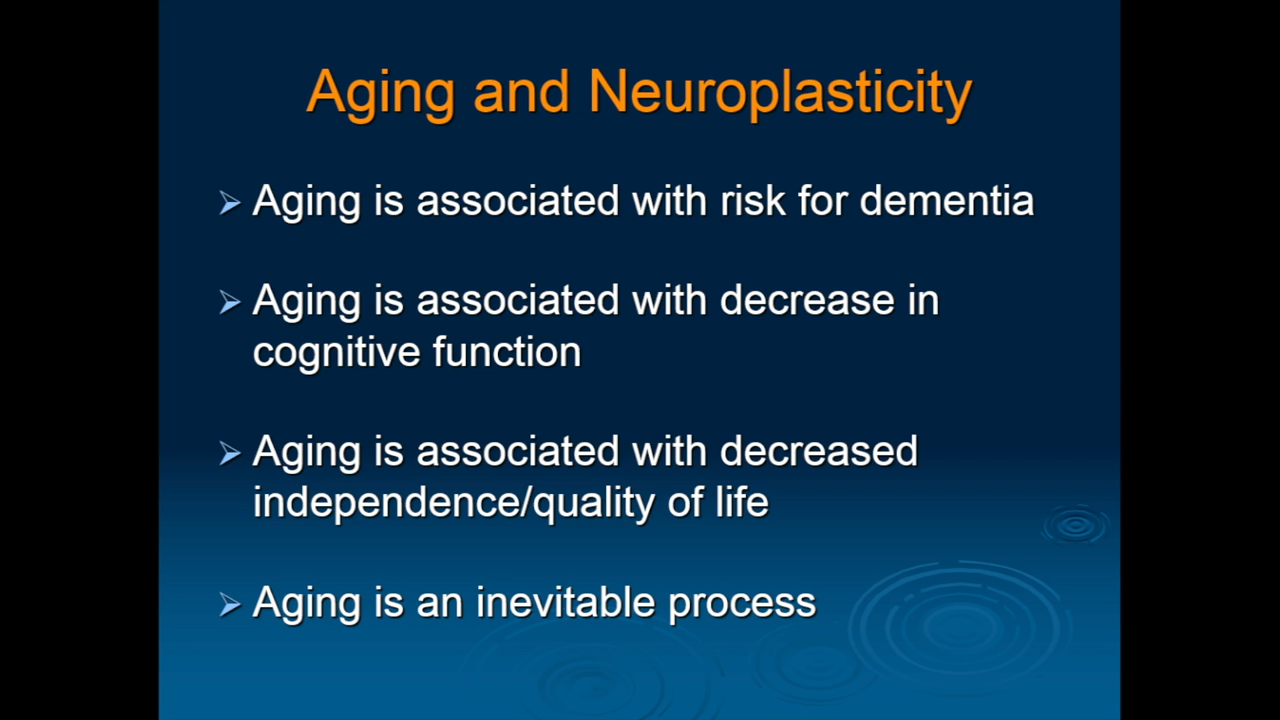 Aging and Neuroplasticity
Aging is associated with risk for dementia
Aging is associated with decrease in
cognitive function
Aging is associated with decreased
independence/quality of life
Aging is an inevitable process